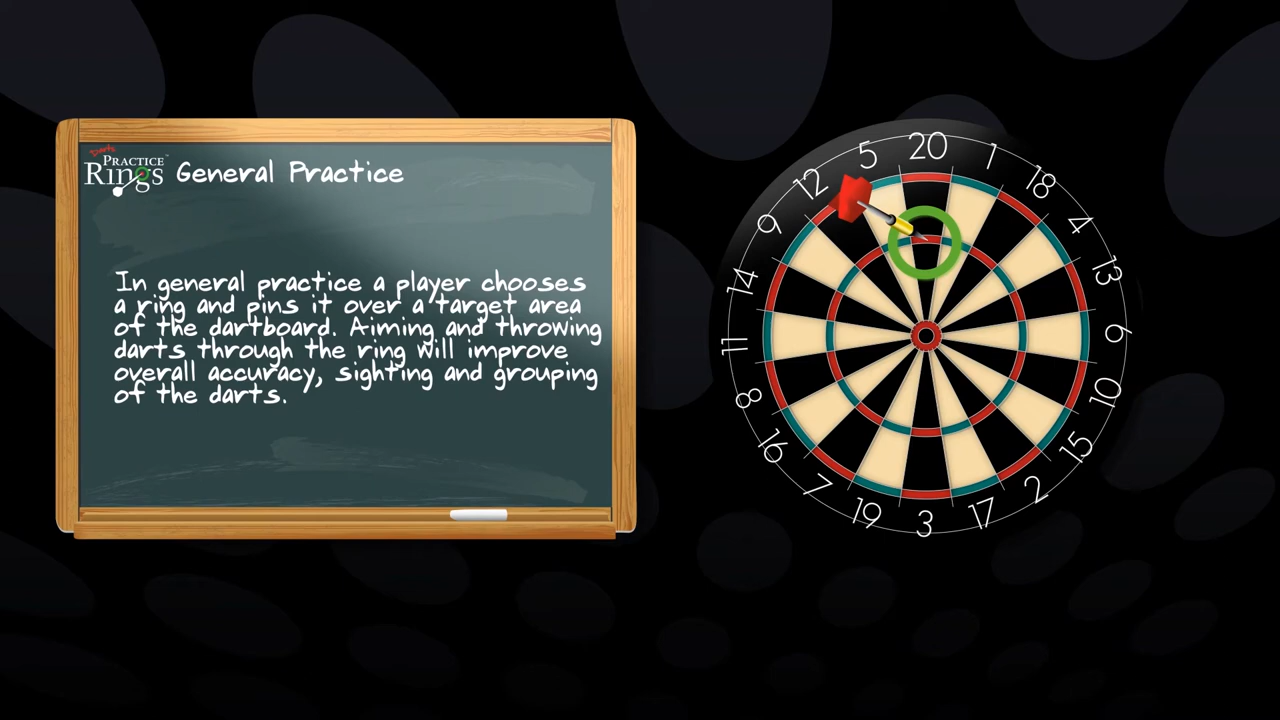 Darts
PRACTICE
Rings™
General Practice
In general practice a player chooses
a ring and pins it over a target area
of the dartboard. Aiming and throwing
darts through the ring will improve
overall accuracy, sighting and grouping
of the darts.
20
1
18
4
13
6
10
15
2
17
3
19
7
16
8
11
14
9
12
5